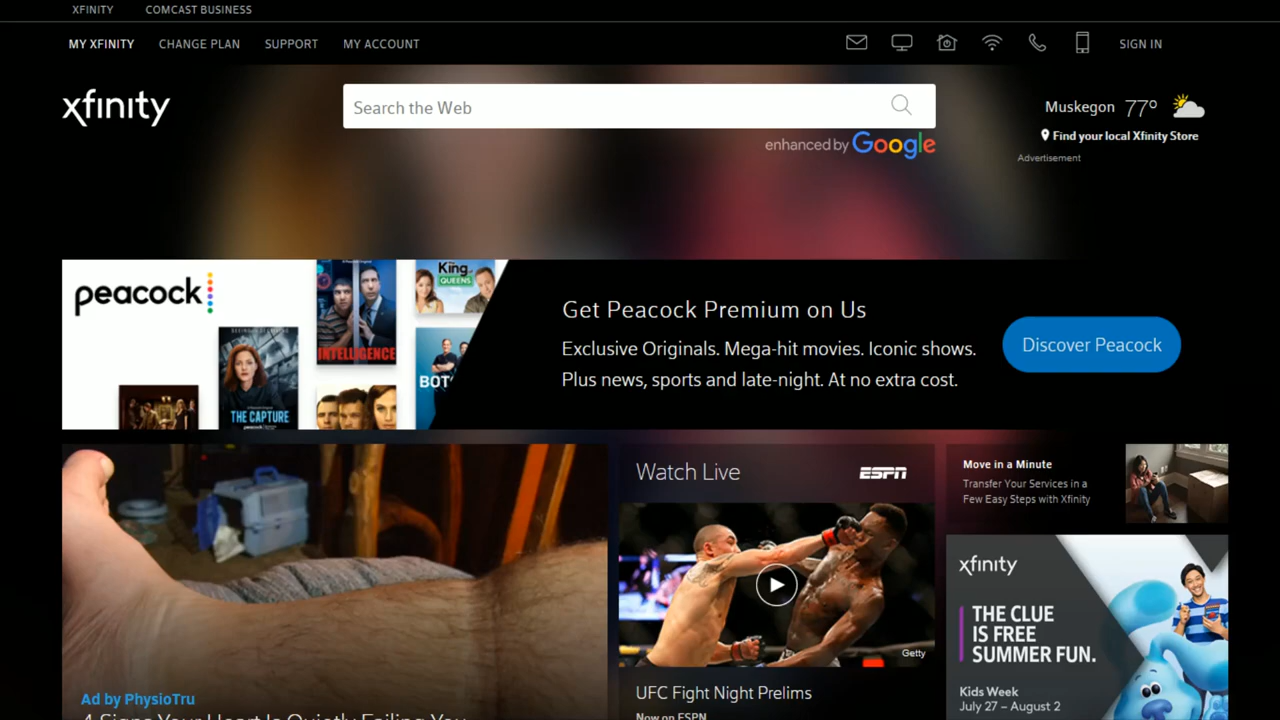 XFINITY COMCAST BUSINESS
MY XFINITY CHANGE PLAN SUPPORT MY ACCOUNT SIGN IN
xfinity
Search the Web
enhanced by Google
Muskegon 77°
Find your local Xfinity Store
Advertisement
peacock
The King of QUEENS
INTELLIGENCE
THE CAPTURE
peacock
BOT
Get Peacock Premium on Us
Exclusive Originals. Mega-hit movies. Iconic shows.
Plus news, sports and late-night. At no extra cost.
Discover Peacock
Ad by PhysioTru
4 Signs Your Heart Is Quietly Failing You
Watch Live ESPN
Getty
UFC Fight Night Prelims
Now on ESPN
Move in a Minute
Transfer Your Services in a
Few Easy Steps with Xfinity
xfinity
THE CLUE
IS FREE
SUMMER FUN.
Kids Week
July 27 – August 2